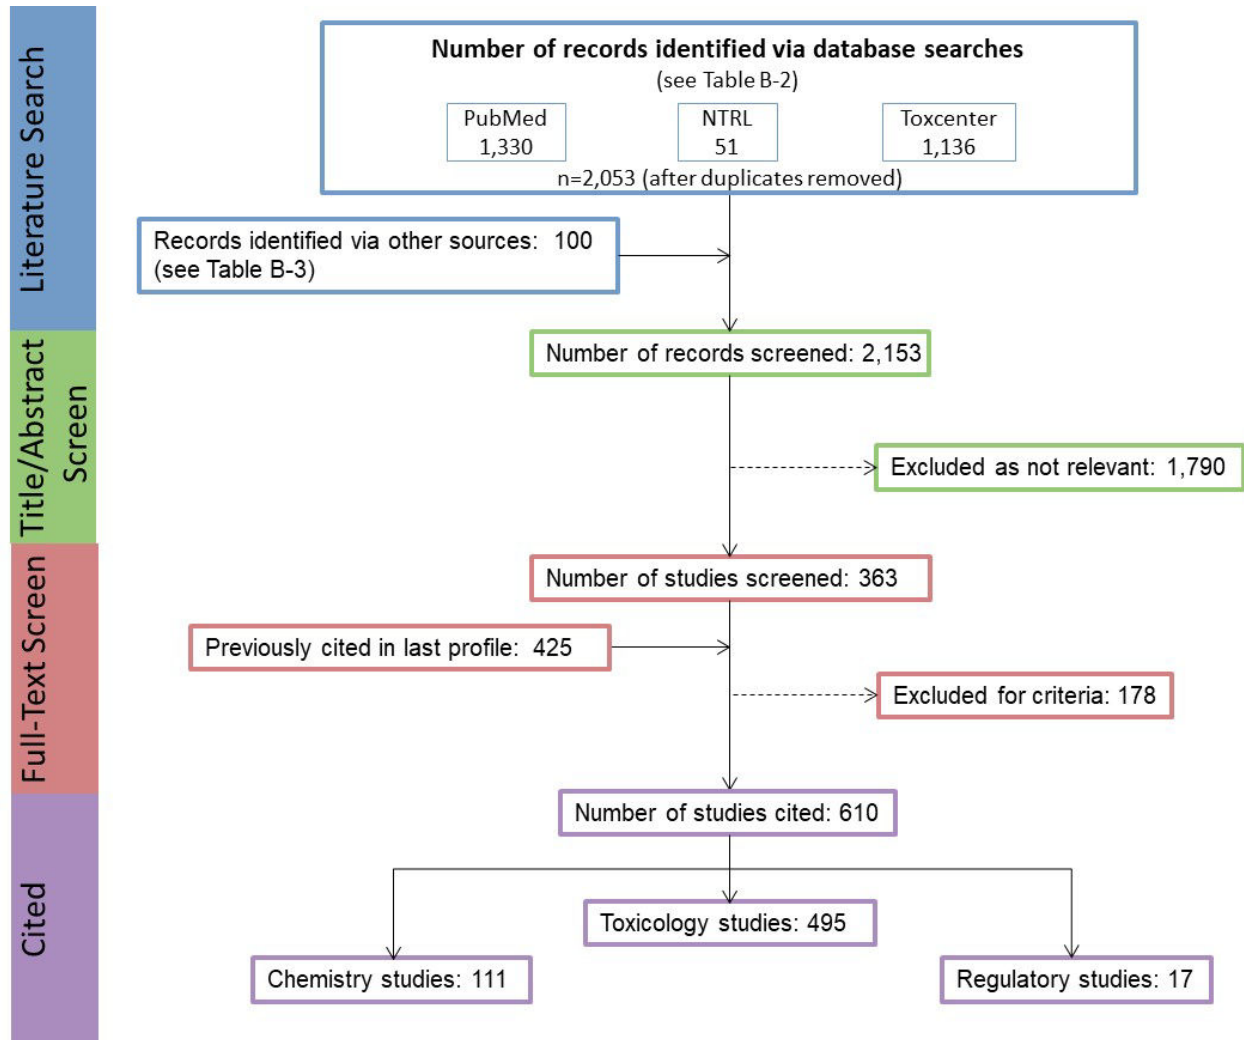 Literature Search
Number of records identified via database searches
(see Table B-2)
PubMed
1,330
NTRL
51
Toxcenter
1,136
n=2,053 (after duplicates removed)
Records identified via other sources: 100
(see Table B-3)
Title/Abstract
Screen
Number of records screened: 2,153
Excluded as not relevant: 1,790
Full-Text Screen
Number of studies screened: 363
Previously cited in last profile: 425
Excluded for criteria: 178
Cited
Number of studies cited: 610
Toxicology studies: 495
Chemistry studies: 111
Regulatory studies: 17